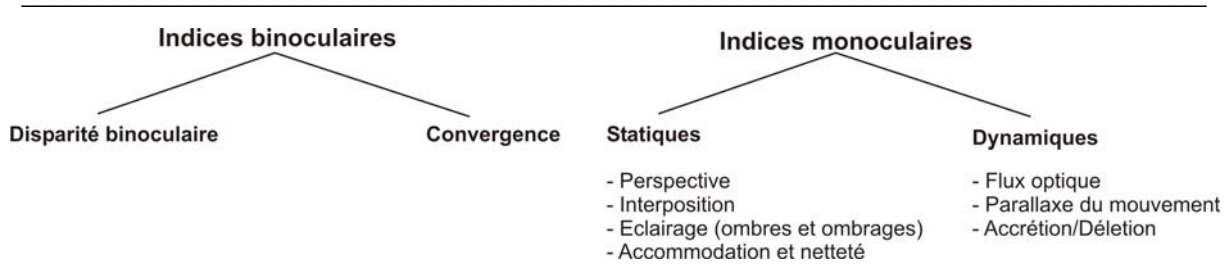 Indices binoculaires
Disparité binoculaire
Convergence
Indices monoculaires
Statiques
- Perspective
- Interposition
- Eclairage (ombres et ombrages)
- Accommodation et netteté
Dynamiques
- Flux optique
- Parallaxe du mouvement
- Accrétion/Délétion